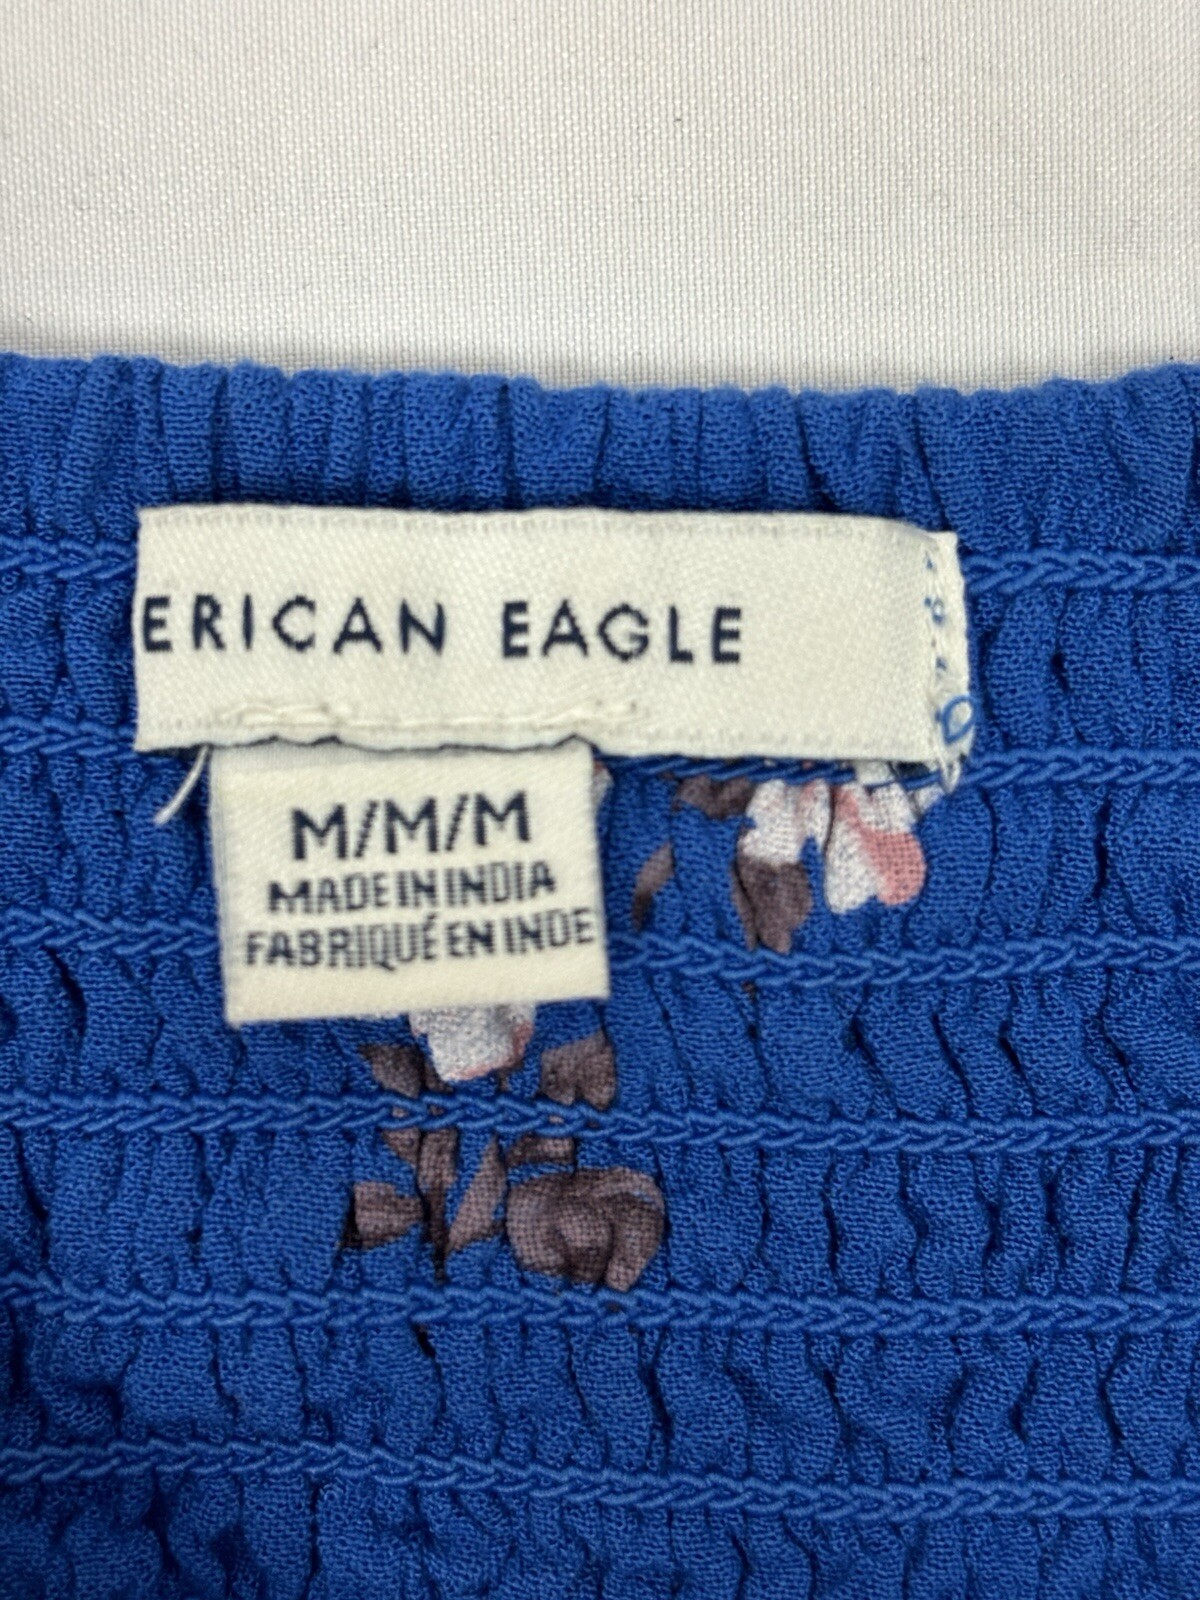 ERICAN EAGLE
M/M/M
MADE IN INDIA
FABRIQUÉ EN INDE